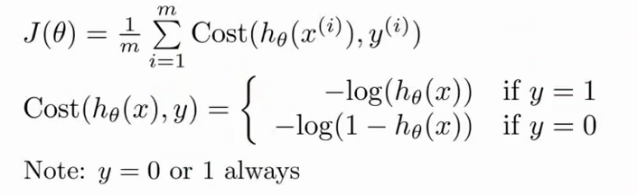 J(θ) = 1/m Σ_{i=1}^{m} Cost(h_θ(x^{(i)}), y^{(i)})
Cost(h_θ(x), y) = { −log(h_θ(x)) if y = 1
−log(1 − h_θ(x)) if y = 0
Note: y = 0 or 1 always